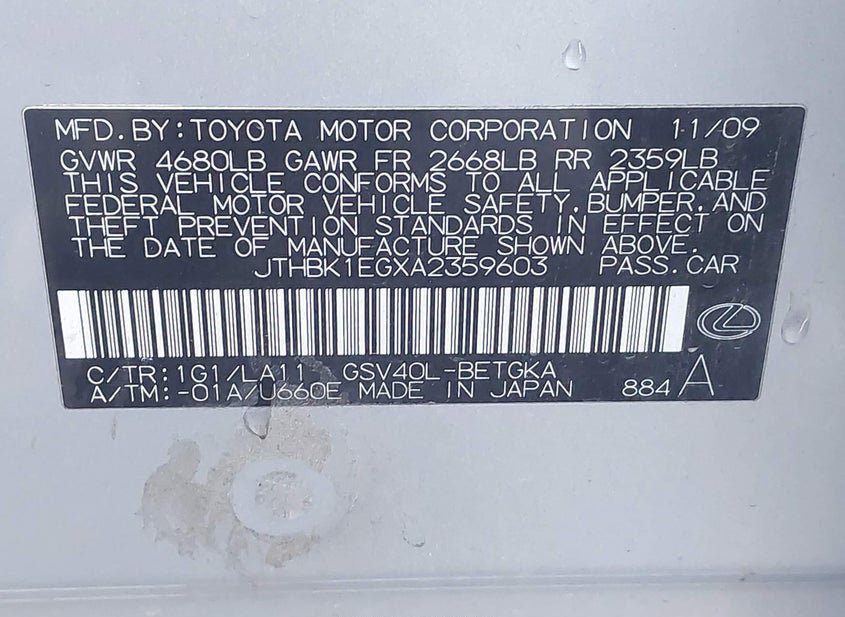 MFD.BY:TOYOTA MOTOR CORPORATION 11/09
GVWR 4680LB GAWR FR 2668LB RR 2359LB
THIS VEHICLE CONFORMS TO ALL APPLICABLE
FEDERAL MOTOR VEHICLE SAFETY,BUMPER,AND
THEFT PREVENTION STANDARDS IN EFFECT ON
THE DATE OF MANUFACTURE SHOWN ABOVE.
JTHBK1EGXA2359603 PASS.CAR
C/TR:1G1/LA11 GSV40L-BETGKA
A/TM:-01A/U660E MADE IN JAPAN 884A